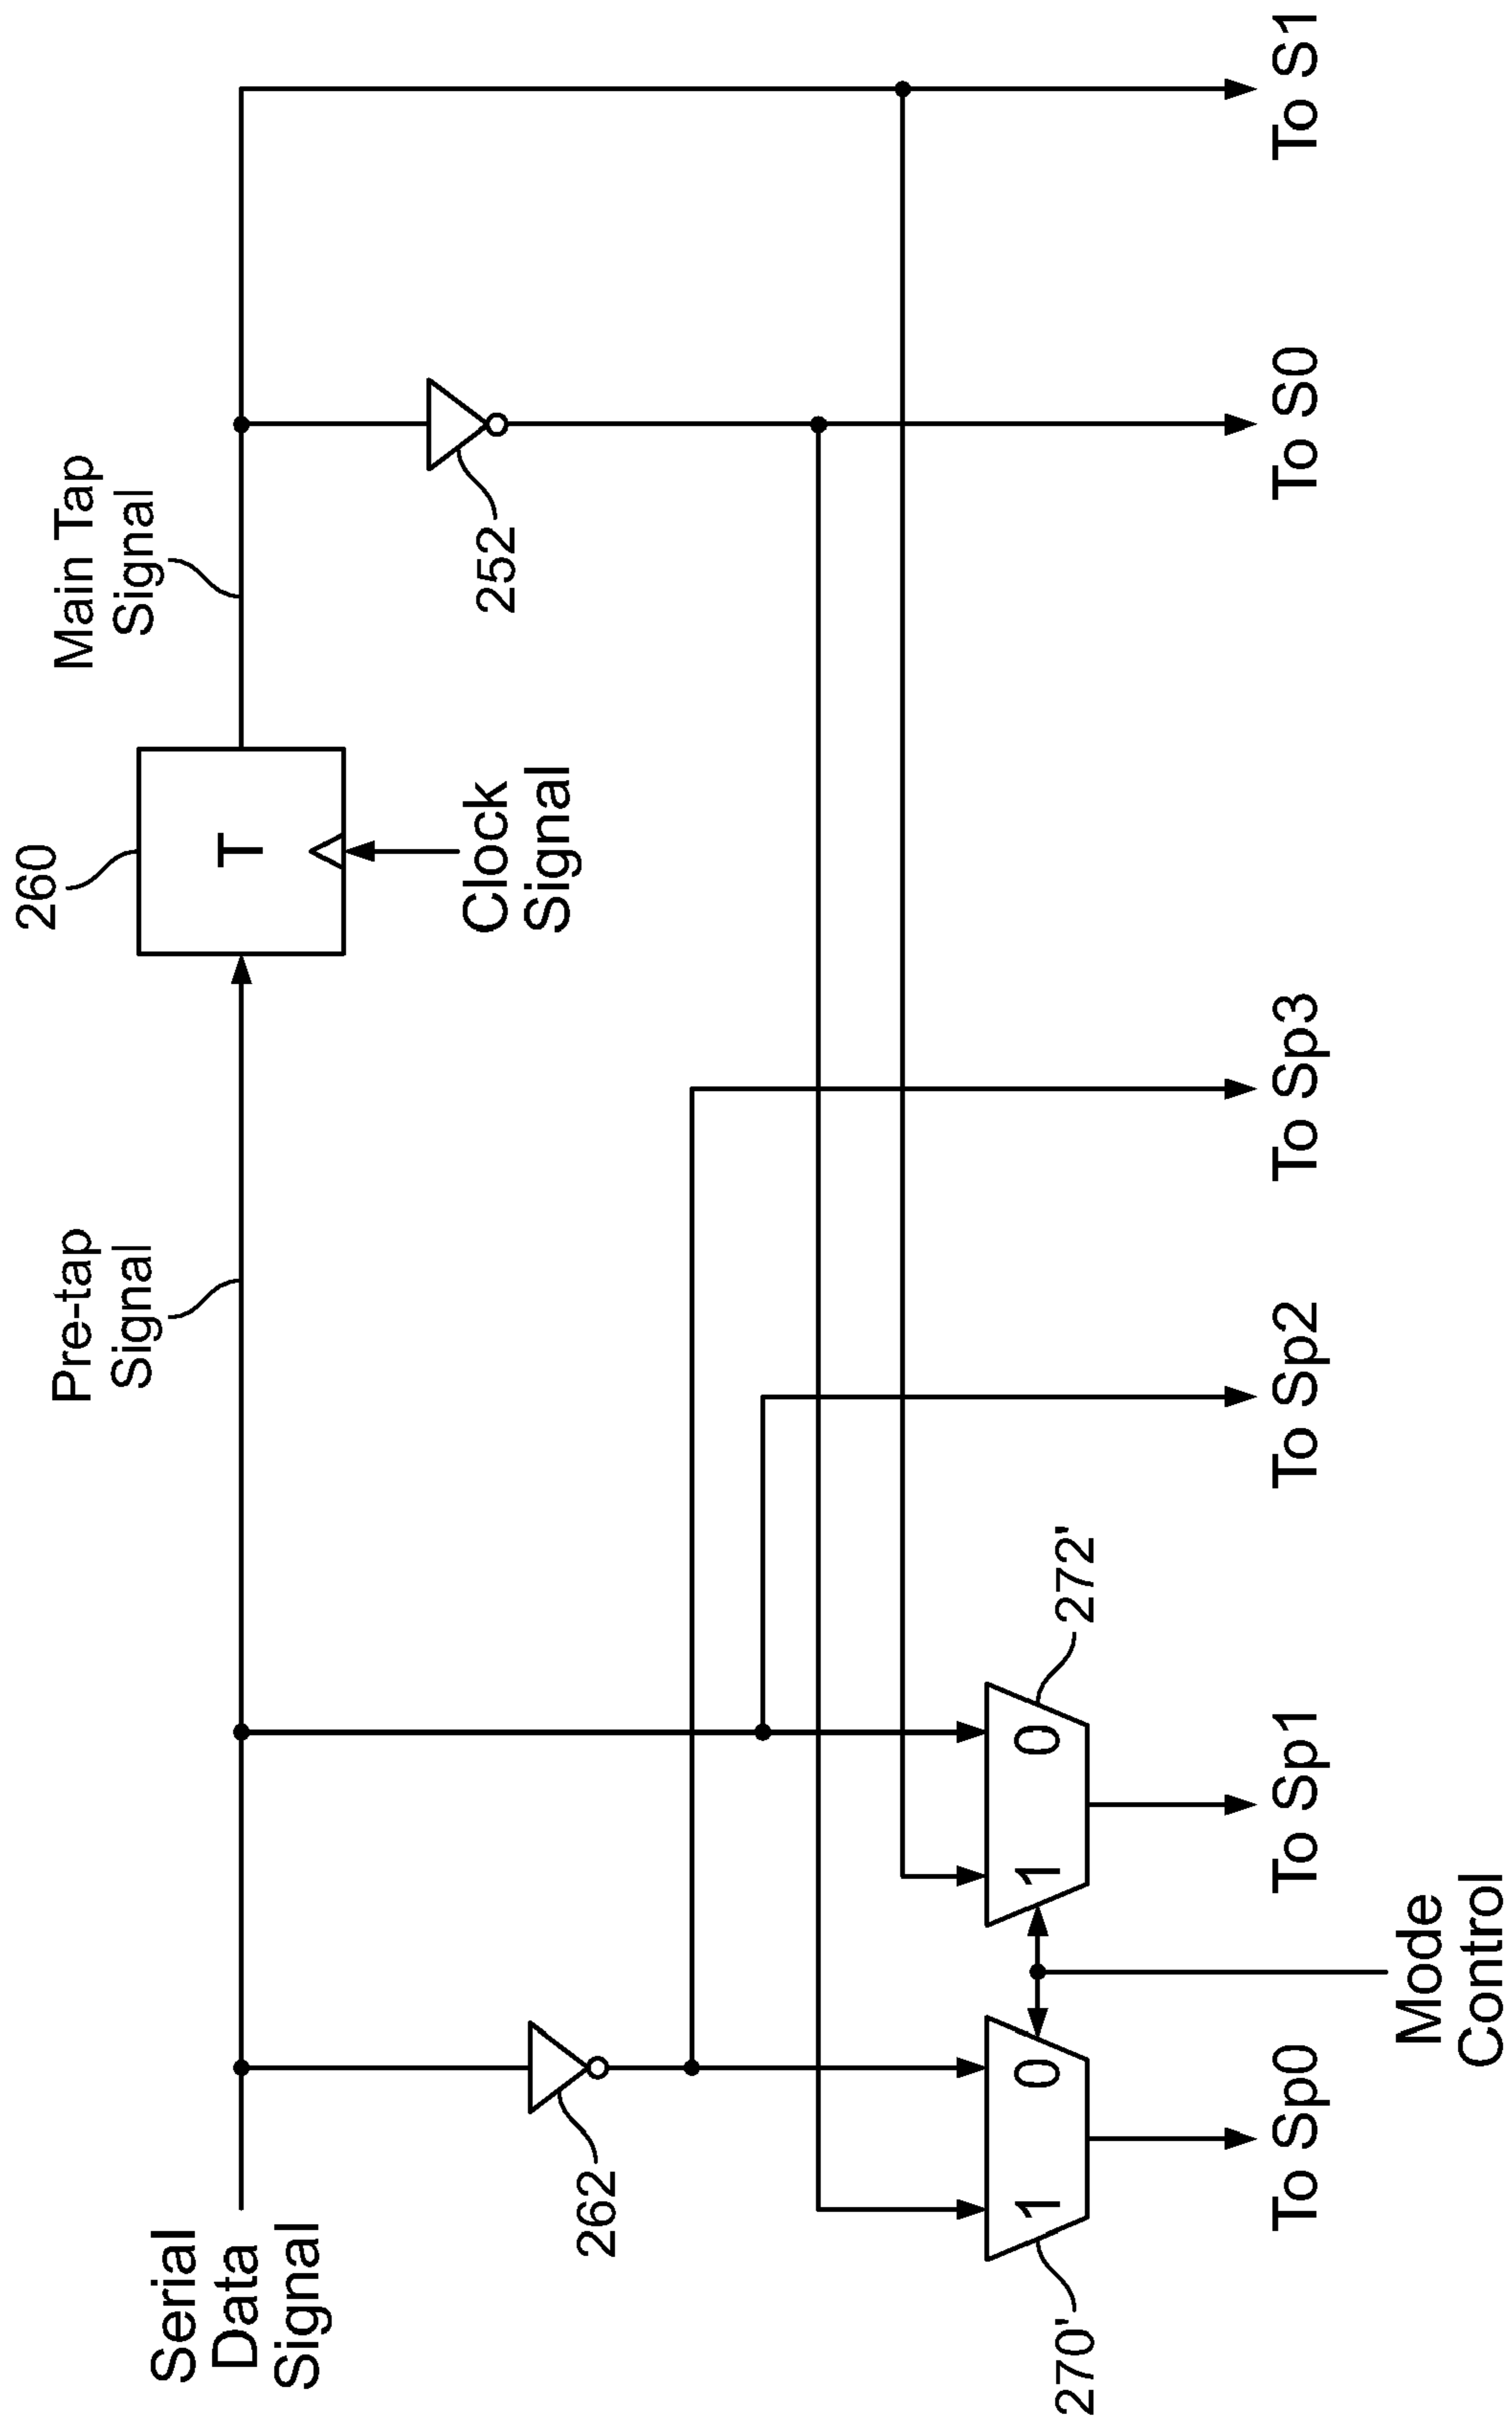 260
Pre-tap
Signal
Main Tap
Signal
Serial
Data
Signal
T
Clock
Signal
262
252
270'
1
0
1
0
272'
To Sp0
To Sp1
To Sp2
To Sp3
To S0
To S1
Mode
Control